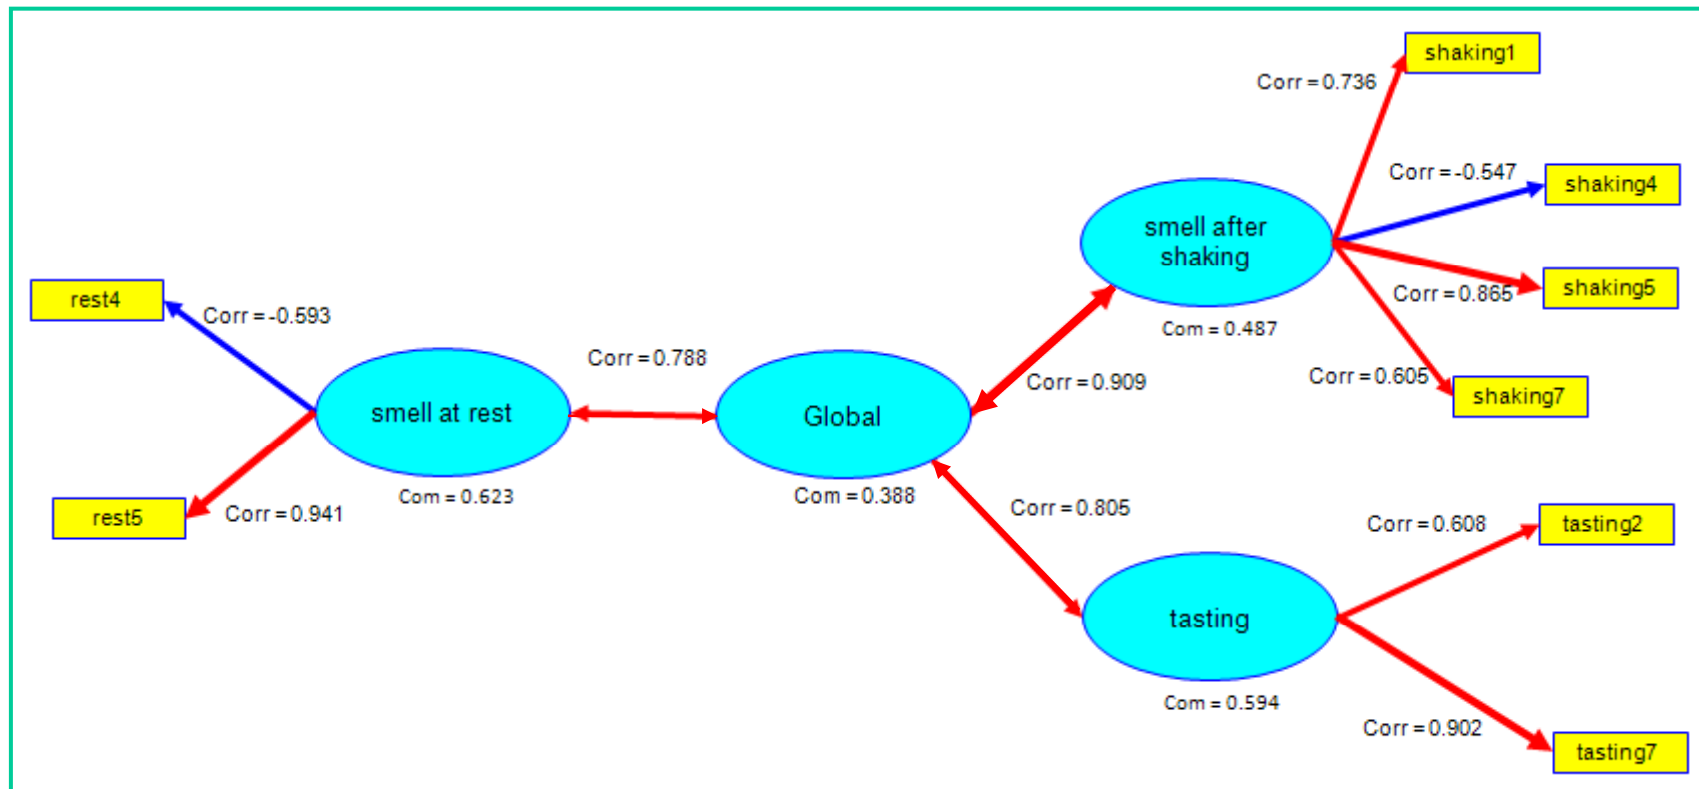 shaking1
Corr = 0.736
Corr = -0.547
shaking4
smell after
shaking
shaking5
rest4
Corr = 0.865
Corr = -0.593
Com = 0.487
Corr = 0.788
Corr = 0.909
Corr = 0.605
shaking7
smell at rest
Global
Com = 0.623
Com = 0.388
rest5
Corr = 0.941
Corr = 0.805
Corr = 0.608
tasting2
tasting
Com = 0.594
Corr = 0.902
tasting7